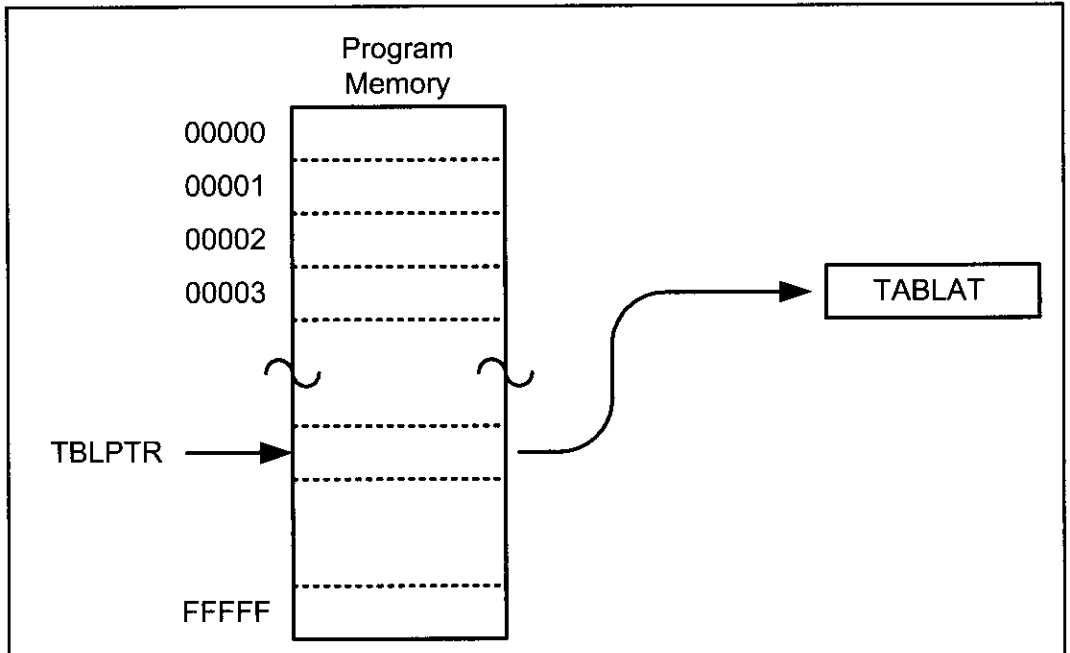 Program
Memory
00000
00001
00002
00003
TABLAT
TBLPTR
FFFFF